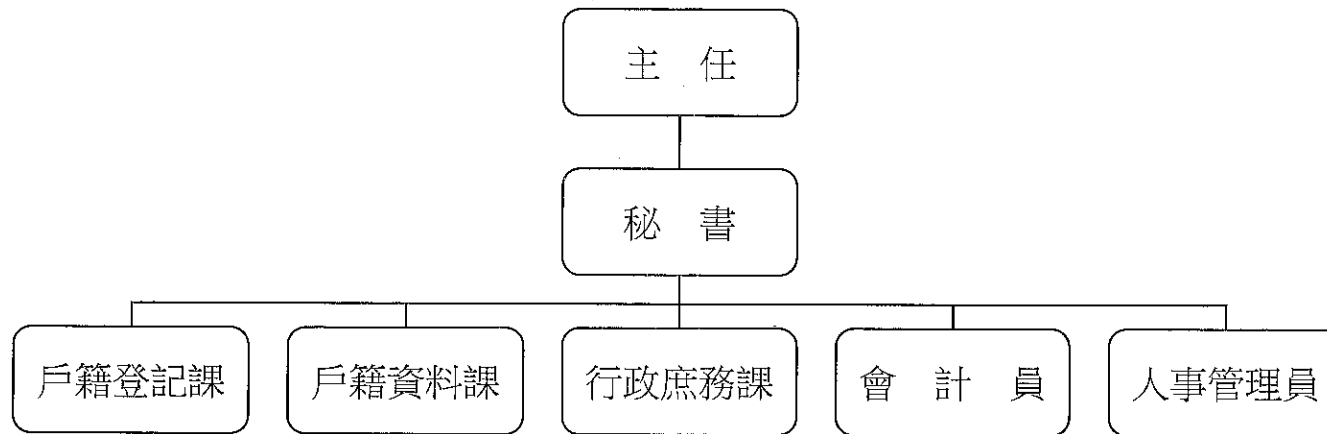 主 任
秘 書
戶籍登記課 戶籍資料課 行政庶務課 會 計 員 人事管理員